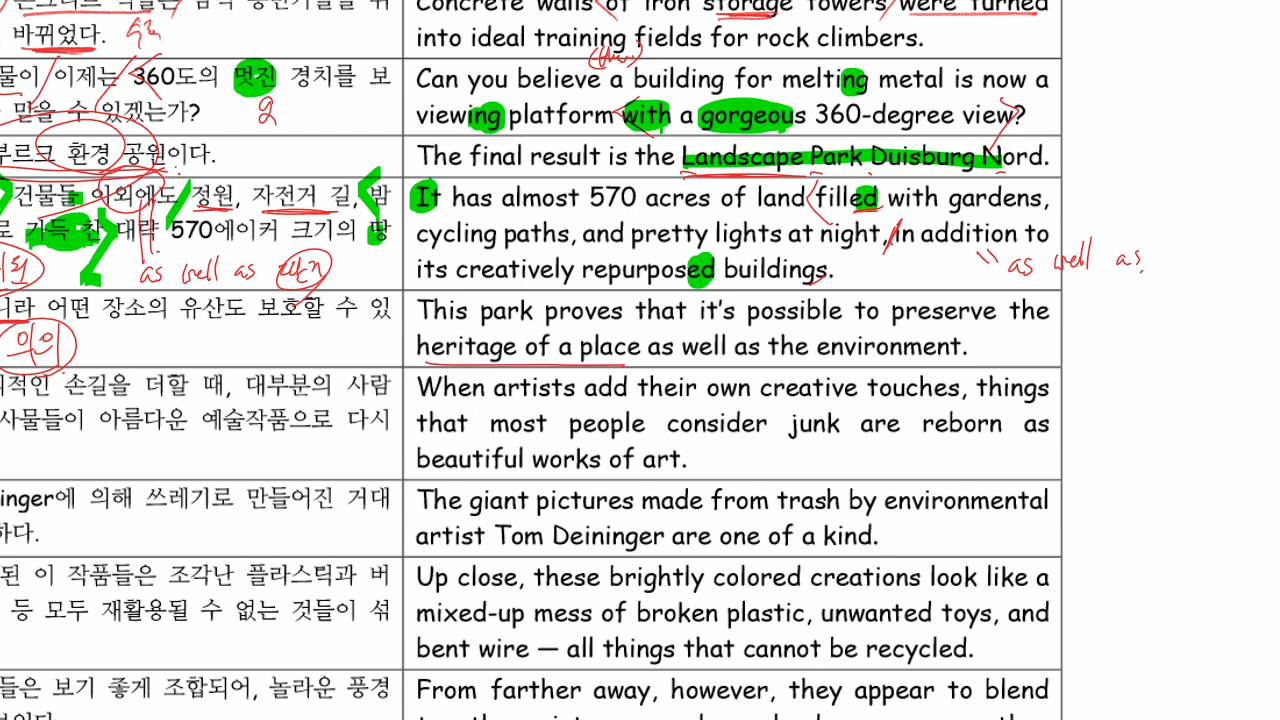 바뀌었다.
Concrete walls of iron storage towers were turned
into ideal training fields for rock climbers.
물이 이제는 360도의 멋진 경치를 보
믿을 수 있겠는가?
Can you believe a building for melting metal is now a
viewing platform with a gorgeous 360-degree view?
부르크 환경 공원이다.
The final result is the Landscape Park Duisburg Nord.
건물들 이외에도 정원, 자전거 길, 밤
로 가득 찬 대략 570에이커 크기의 땅
as well as
It has almost 570 acres of land filled with gardens,
cycling paths, and pretty lights at night, in addition to
its creatively repurposed buildings.
as well as
니라 어떤 장소의 유산도 보호할 수 있
This park proves that it's possible to preserve the
heritage of a place as well as the environment.
적인 손길을 더할 때, 대부분의 사람
사물들이 아름다운 예술작품으로 다시
When artists add their own creative touches, things
that most people consider junk are reborn as
beautiful works of art.
inger에 의해 쓰레기로 만들어진 거대
하다.
The giant pictures made from trash by environmental
artist Tom Deininger are one of a kind.
된 이 작품들은 조각난 플라스틱과 버
등 모두 재활용될 수 없는 것들이 섞
Up close, these brightly colored creations look like a
mixed-up mess of broken plastic, unwanted toys, and
bent wire — all things that cannot be recycled.
들은 보기 좋게 조합되어, 놀라운 풍경
From farther away, however, they appear to blend